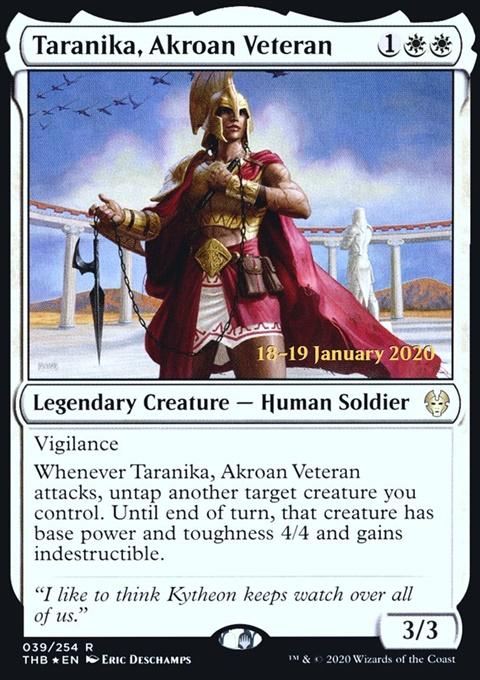 Taranika, Akroan Veteran 1
18-19 January 2020
Legendary Creature — Human Soldier
Vigilance
Whenever Taranika, Akroan Veteran
attacks, untap another target creature you
control. Until end of turn, that creature has
base power and toughness 4/4 and gains
indestructible.
“I like to think Kytheon keeps watch over all
of us.”
3/3
039/254 R
THB ★ EN Eric Deschamps
™ & © 2020 Wizards of the Coast